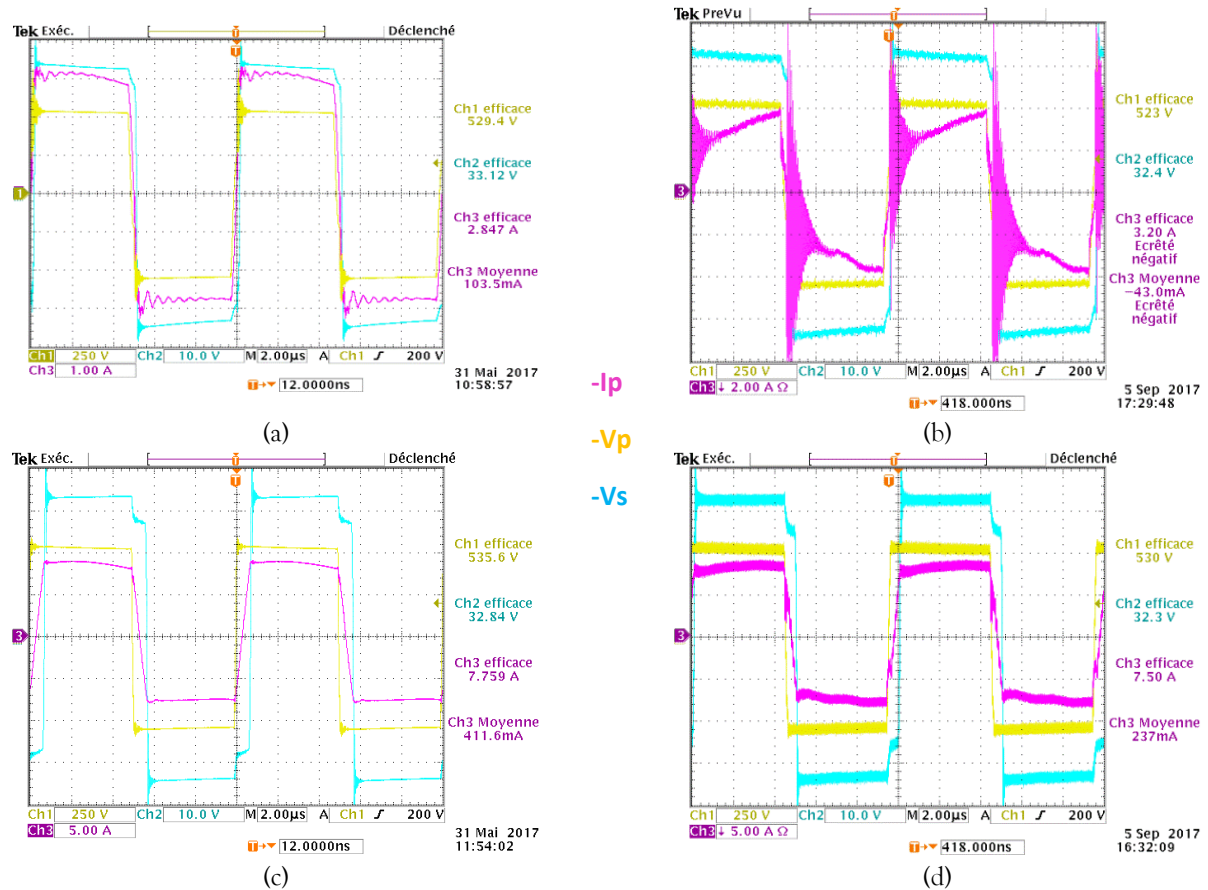 Tek Exéc.
T
Déclenché
T
1
Ch1 efficace
529.4 V
Ch2 efficace
33.12 V
Ch3 efficace
2.847 A
Ch3 Moyenne
103.5mA
Ch1 250 V Ch2 10.0 V M 2.00µs A Ch1 ƒ 200 V
Ch3 1.00 A
31 Mai 2017
10:58:57
T 12.0000ns
(a)
Tek PreVu
T
T
3
Ch1 efficace
523 V
Ch2 efficace
32.4 V
Ch3 efficace
3.20 A
Ecrêté
négatif
Ch3 Moyenne
−43.0mA
Ecrêté
négatif
Ch1 250 V Ch2 10.0 V M 2.00µs A Ch1 ƒ 200 V
Ch3 ↓ 2.00 A Ω
5 Sep 2017
17:29:48
T 418.000ns
(b)
-Ip
-Vp
-Vs
Tek Exéc.
T
Déclenché
T
3
Ch1 efficace
535.6 V
Ch2 efficace
32.84 V
Ch3 efficace
7.759 A
Ch3 Moyenne
411.6mA
Ch1 250 V Ch2 10.0 V M 2.00µs A Ch1 ƒ 200 V
Ch3 5.00 A
31 Mai 2017
11:54:02
T 12.0000ns
(c)
Tek Exéc.
T
Déclenché
T
3
Ch1 efficace
530 V
Ch2 efficace
32.3 V
Ch3 efficace
7.50 A
Ch3 Moyenne
237mA
Ch1 250 V Ch2 10.0 V M 2.00µs A Ch1 ƒ 200 V
Ch3 ↓ 5.00 A Ω
5 Sep 2017
16:32:09
T 418.000ns
(d)